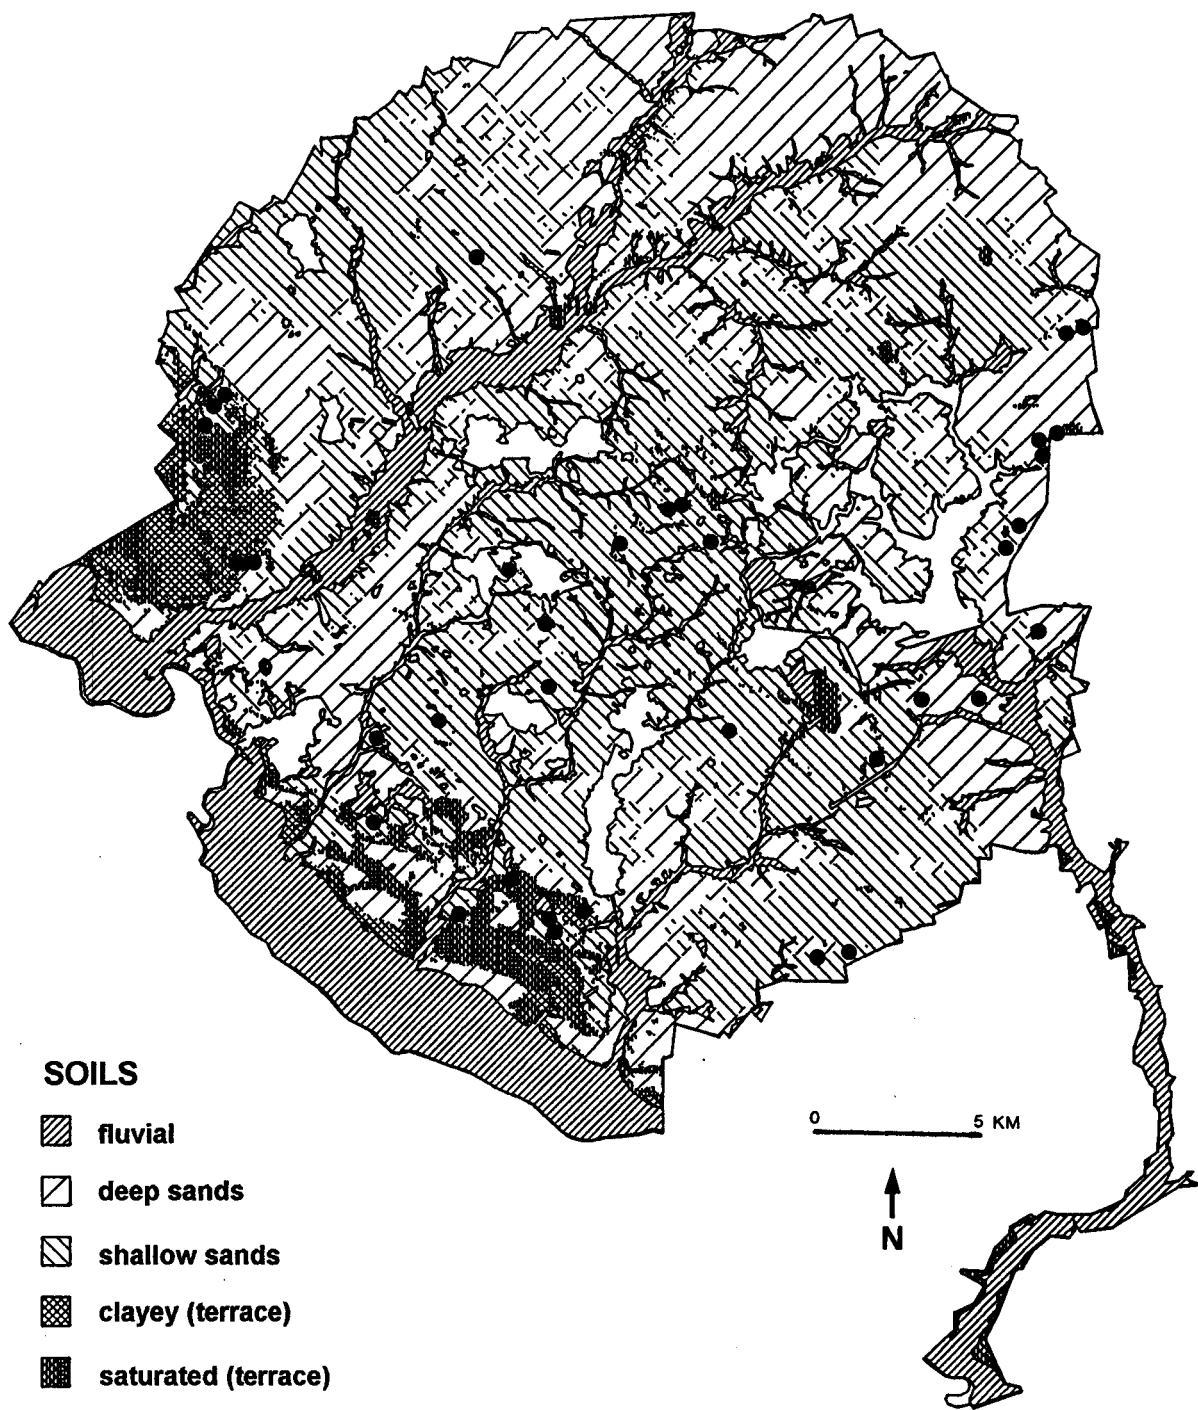 SOILS
fluvial
deep sands
shallow sands
clayey (terrace)
saturated (terrace)
0 5 KM
N